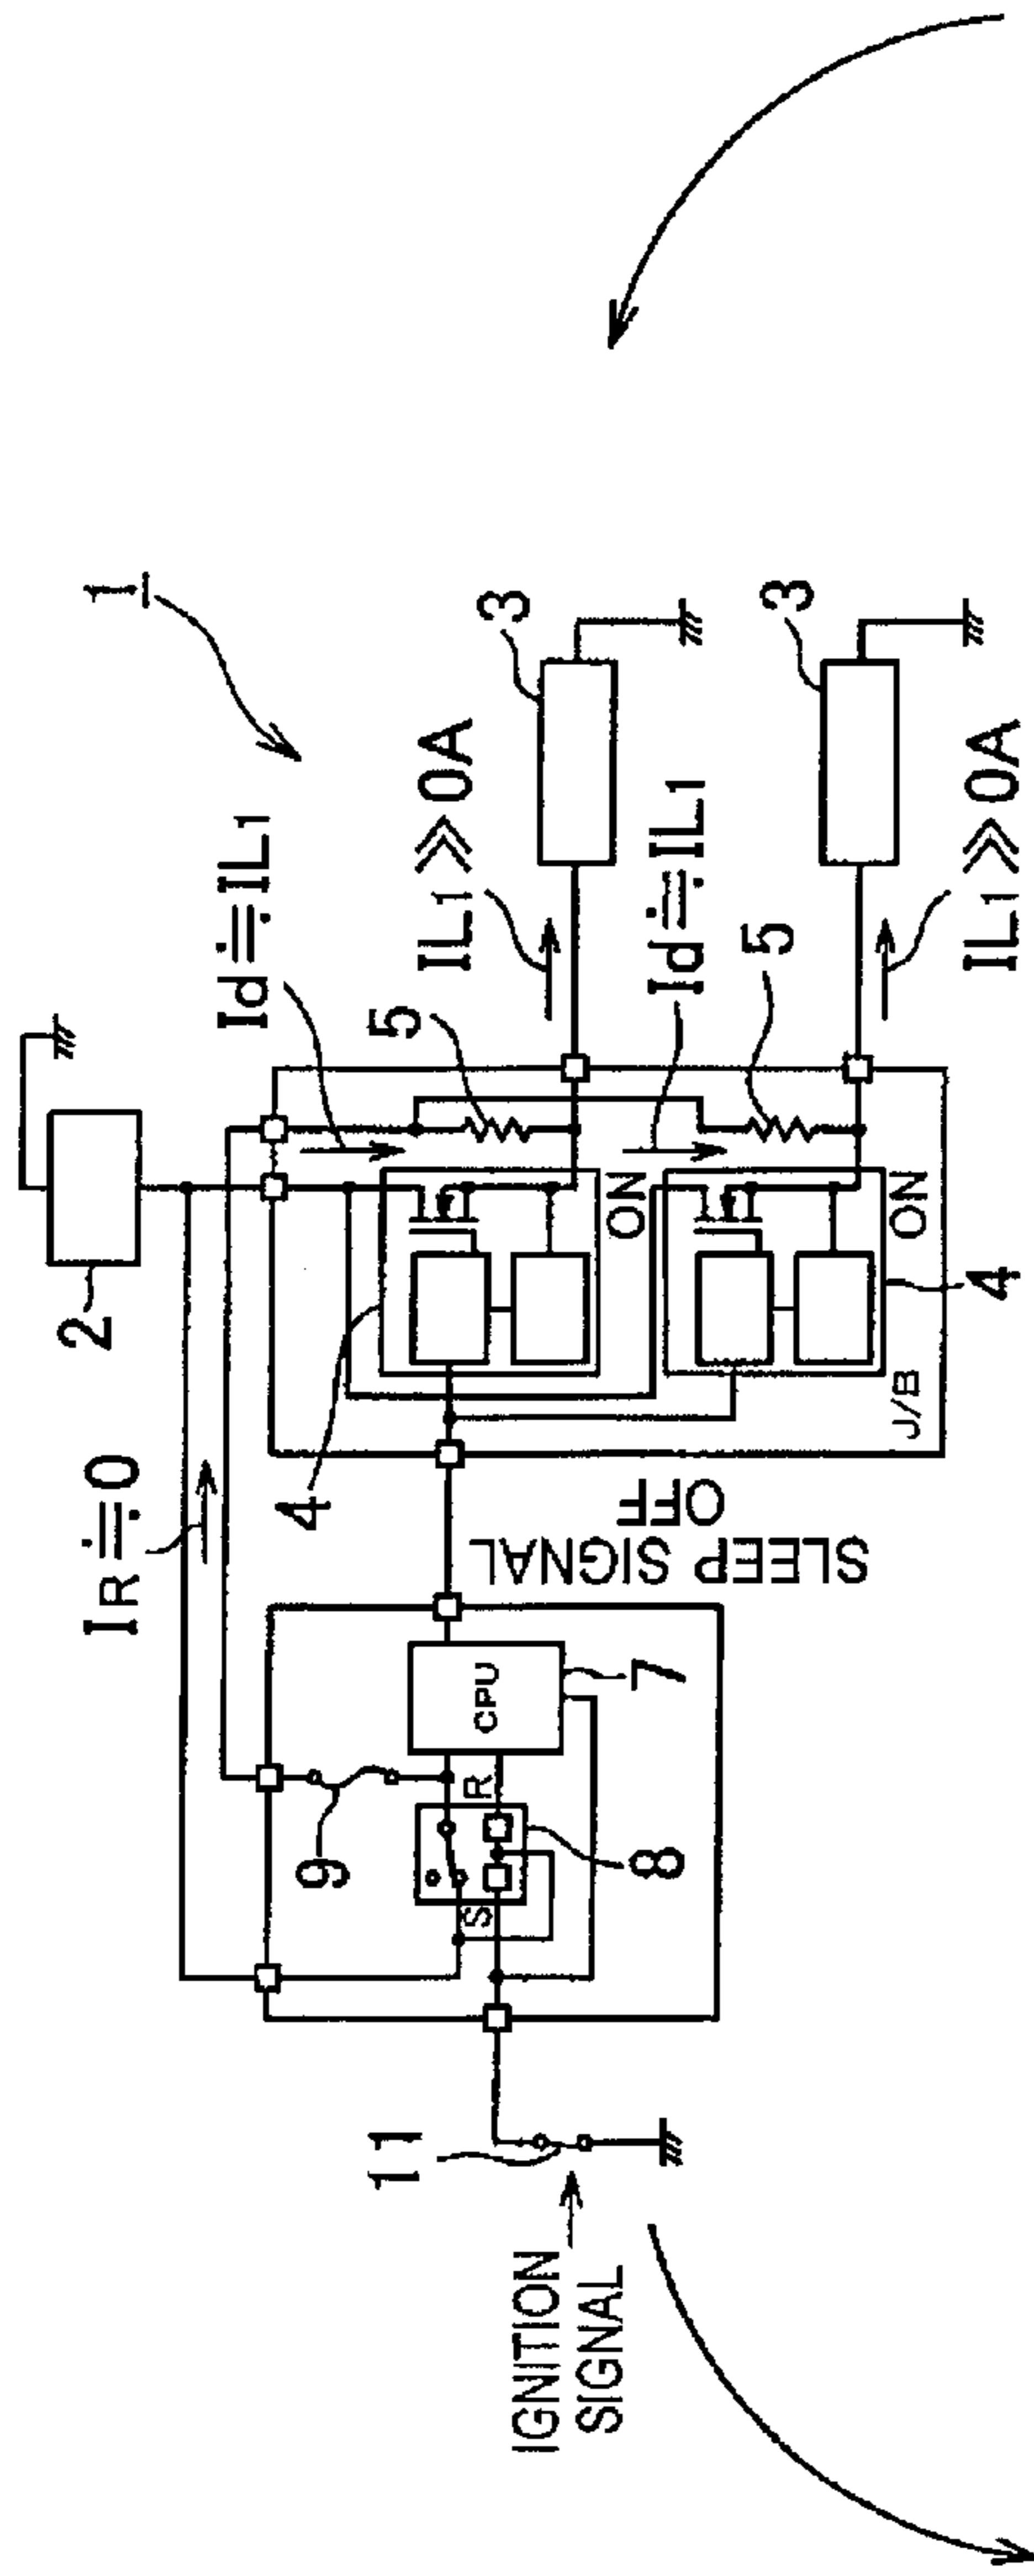 1
2
IR≒0
Id≒IL1
IL1≫0A
3
5
4
ON
Id≒IL1
5
3
IL1≫0A
ON
4
J/B
SLEEP SIGNAL
OFF
9
CPU
7
R
S
8
11
IGNITION
SIGNAL